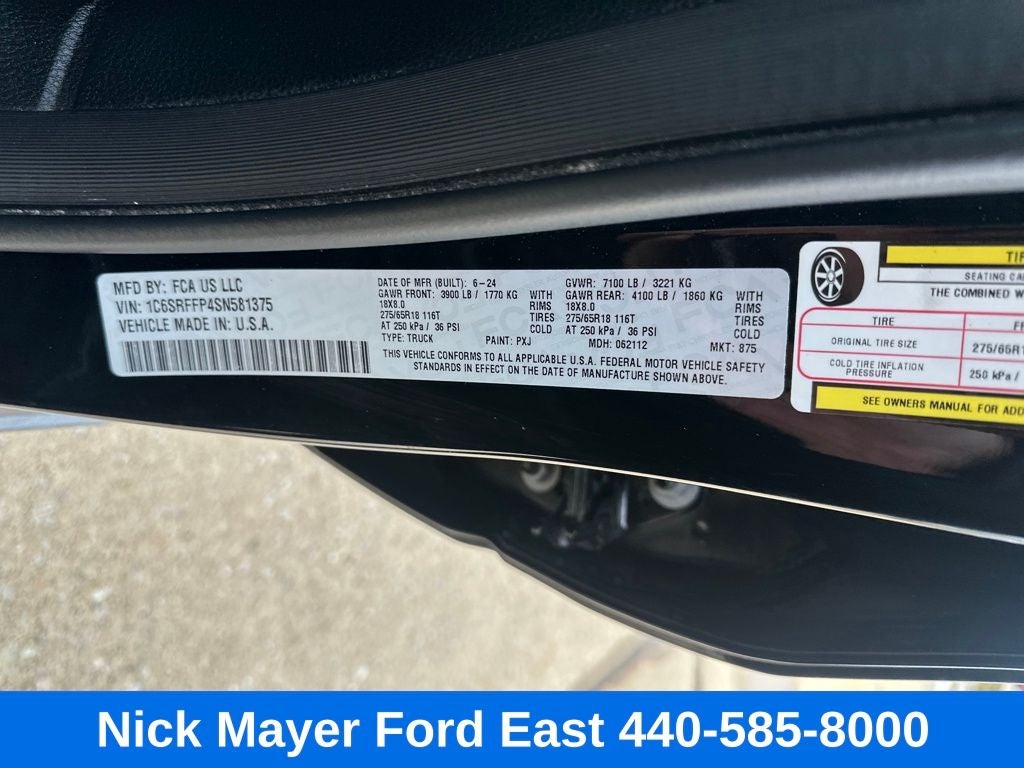 MFD BY: FCA US LLC
VIN: 1C6SRFFP4SN581375
VEHICLE MADE IN: U.S.A.
DATE OF MFR (BUILT): 6-24
GAWR FRONT: 3900 LB / 1770 KG WITH
18X8.0 RIMS
275/65R18 116T TIRES
AT 250 kPa / 36 PSI COLD
TYPE: TRUCK PAINT: PXJ
GVWR: 7100 LB / 3221 KG
GAWR REAR: 4100 LB / 1860 KG WITH
18X8.0 RIMS
275/65R18 116T TIRES
AT 250 kPa / 36 PSI COLD
MDH: 062112 MKT: 875
THIS VEHICLE CONFORMS TO ALL APPLICABLE U.S.A. FEDERAL MOTOR VEHICLE SAFETY
STANDARDS IN EFFECT ON THE DATE OF MANUFACTURE SHOWN ABOVE.
SEATING
THE COMBINED
TIRE
ORIGINAL TIRE SIZE 275/65R1
COLD TIRE INFLATION
PRESSURE 250 kPa /
SEE OWNERS MANUAL FOR
Nick Mayer Ford East 440-585-8000